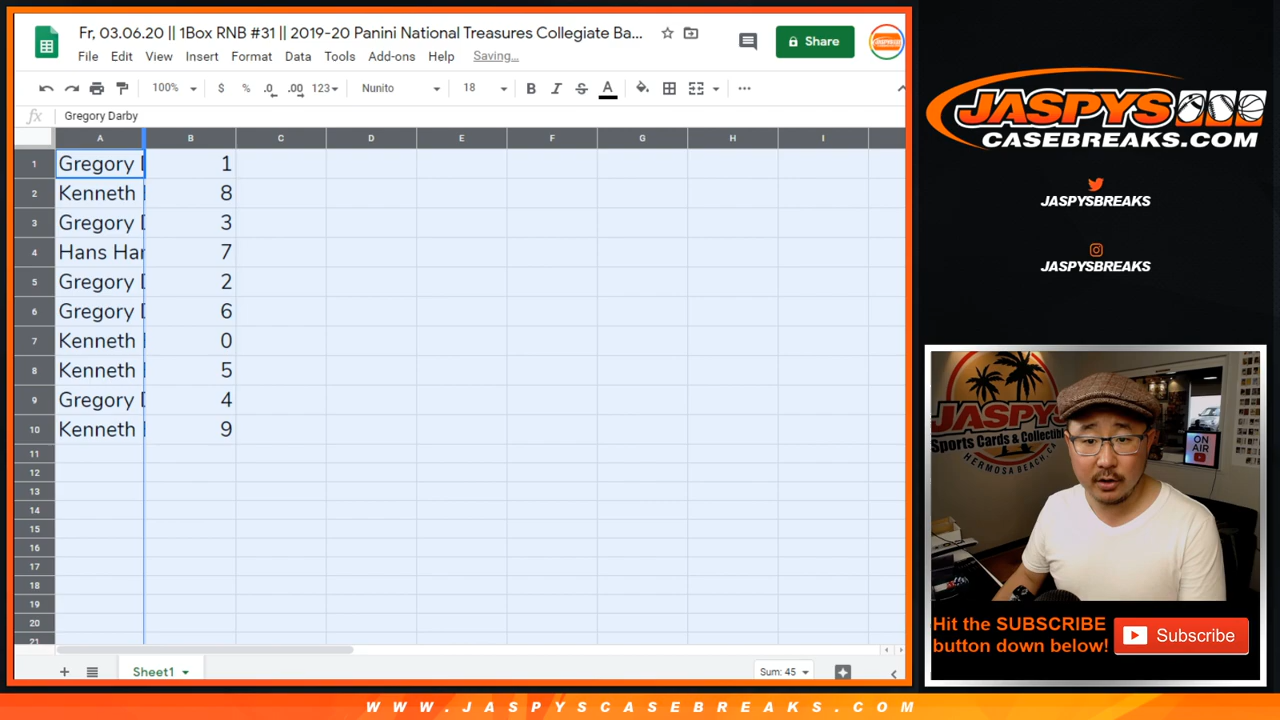 Fr, 03.06.20 || 1Box RNB #31 || 2019-20 Panini National Treasures Collegiate Ba...
File Edit View Insert Format Data Tools Add-ons Help Saving...
Share
100% $ % .0 .00 123 Nunito 18 B I S A
fx Gregory Darby
A B C D E F G H I
1 Gregory 1
2 Kenneth 8
3 Gregory 3
4 Hans Har 7
5 Gregory 2
6 Gregory 6
7 Kenneth 0
8 Kenneth 5
9 Gregory 4
10 Kenneth 9
11
12
13
14
15
16
17
18
19
20
21
Sheet1 Sum: 45
JASPYS
CASEBREAKS.COM
JASPYSBREAKS
JASPYSBREAKS
JASPYS
Sports Cards & Collectibl
HERMOSA BEACH, CA
ON
AIR
Hit the SUBSCRIBE
button down below!
Subscribe
WWW.JASPYSCASEBREAKS.COM